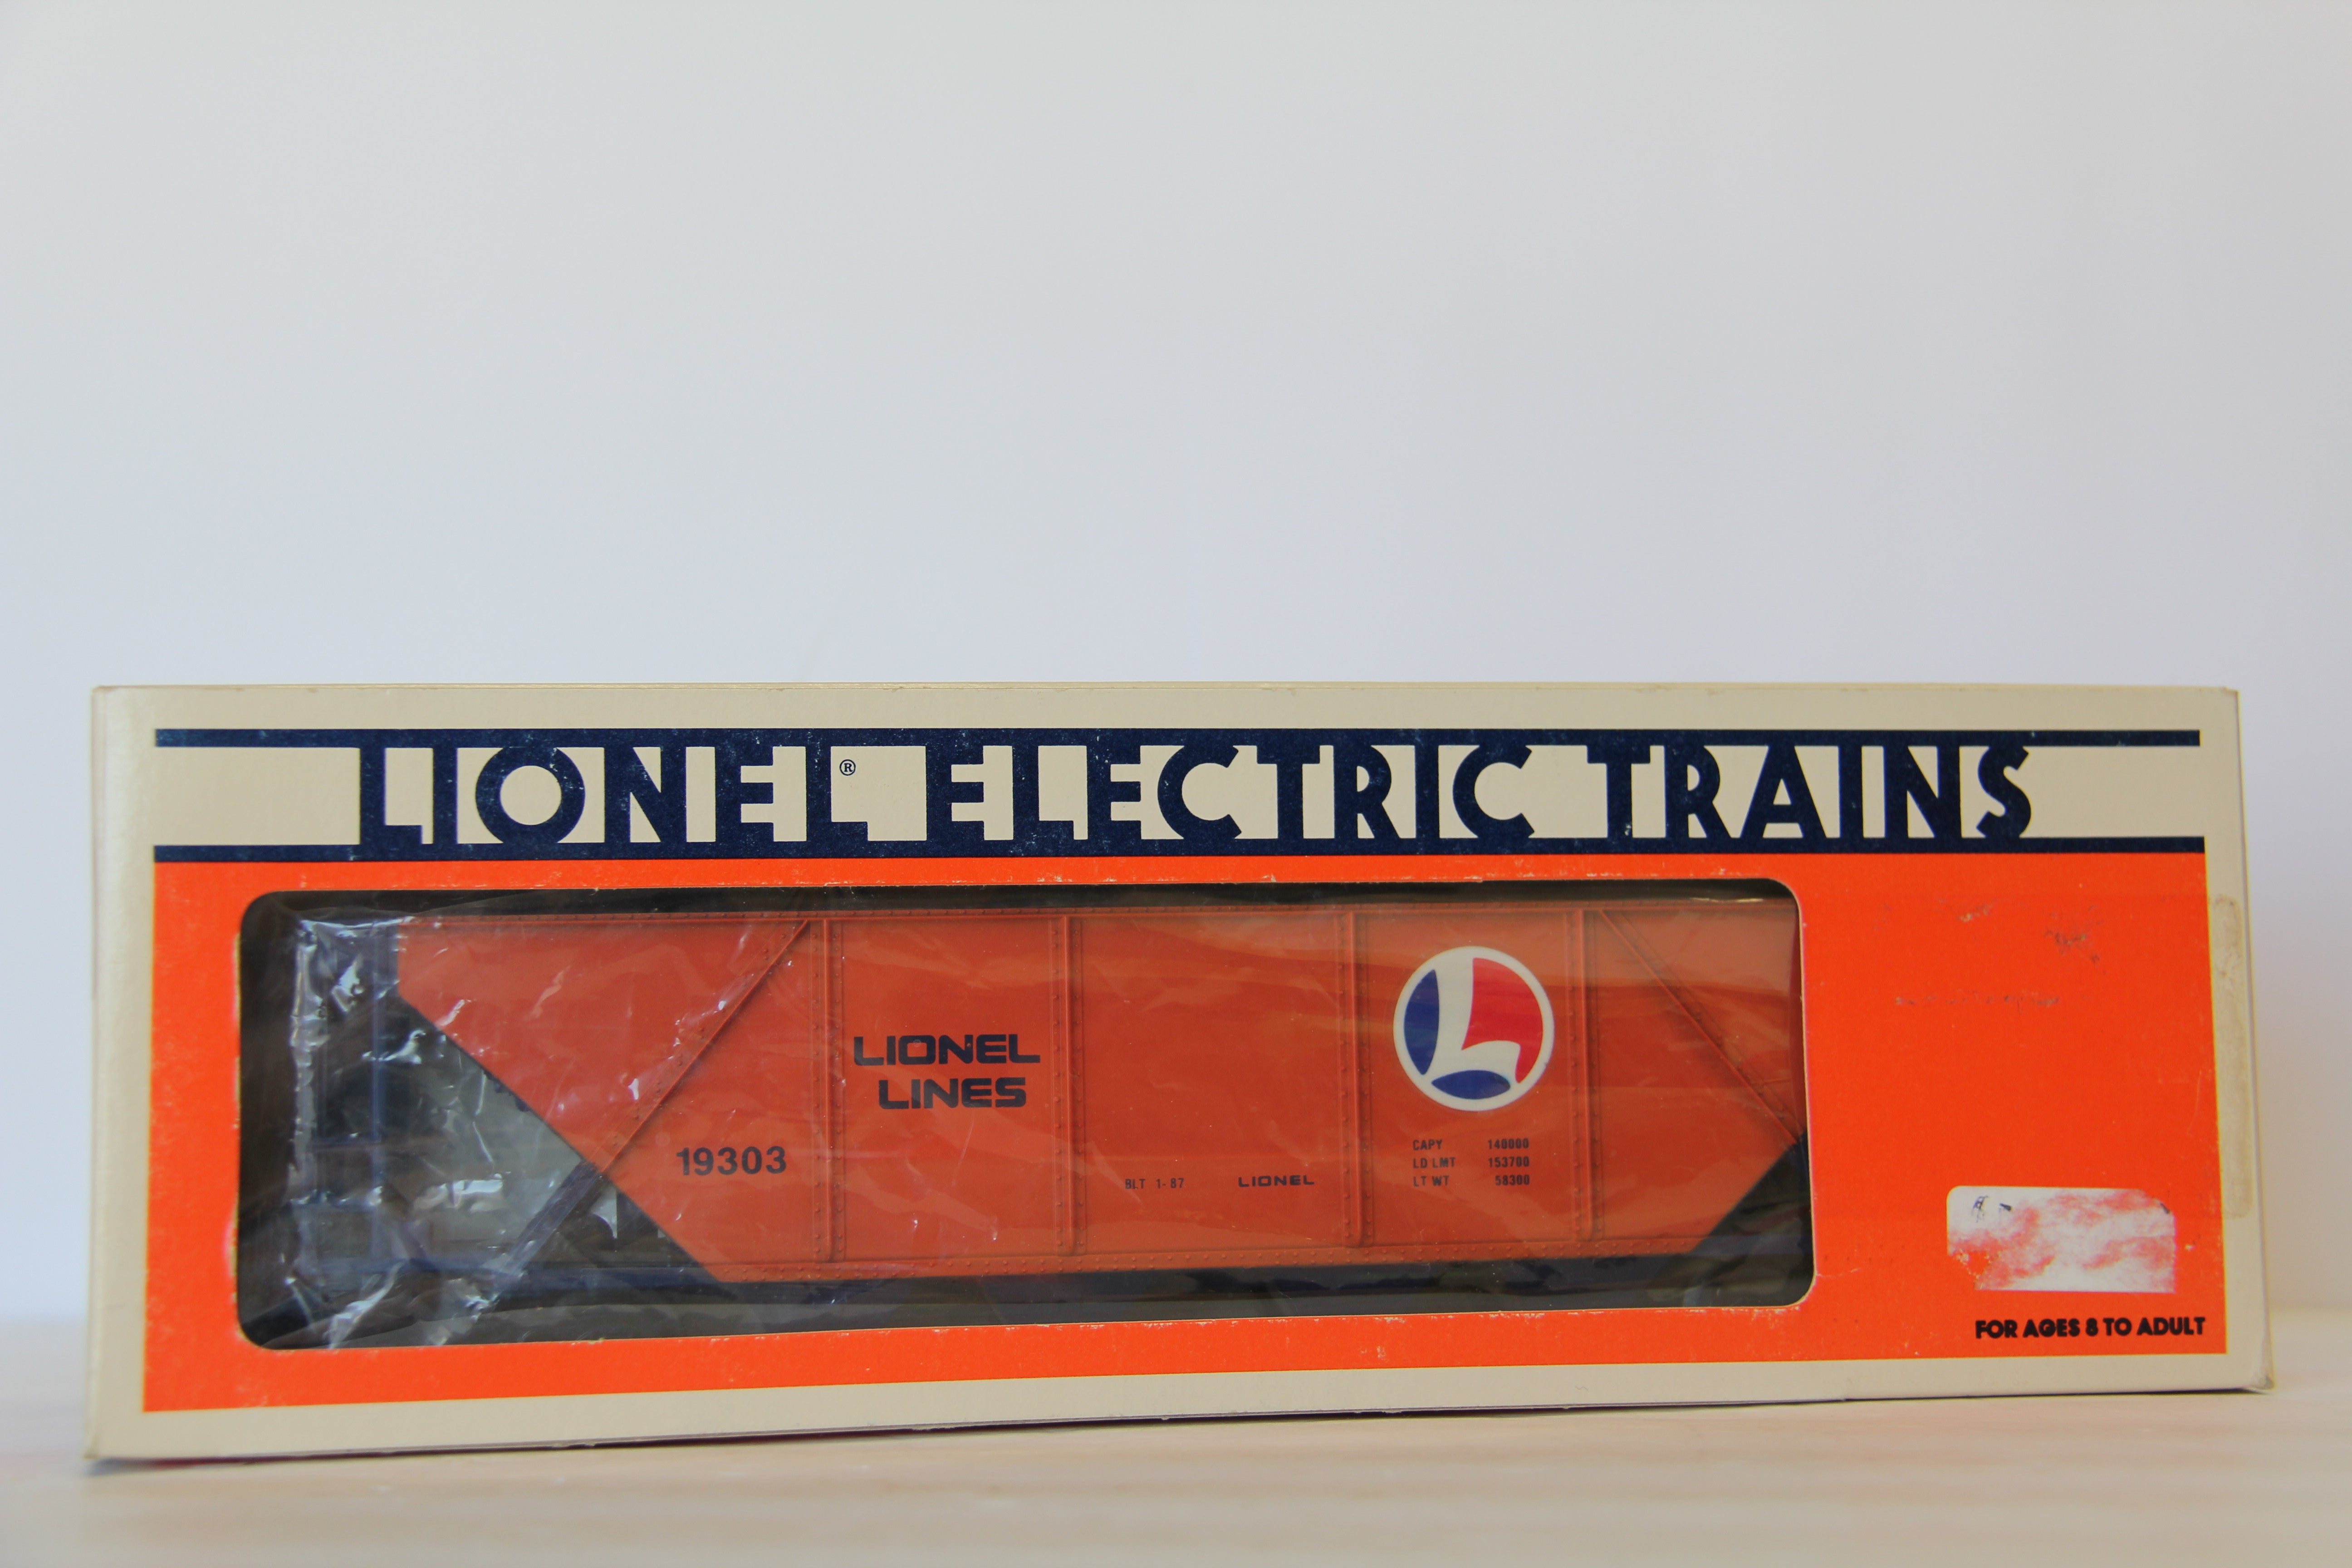 LIONEL® ELECTRIC TRAINS
LIONEL
LINES
19303
BLT 1-87 LIONEL
L
CAPY 140000
LD LMT 153700
LT WT 58300
FOR AGES 8 TO ADULT